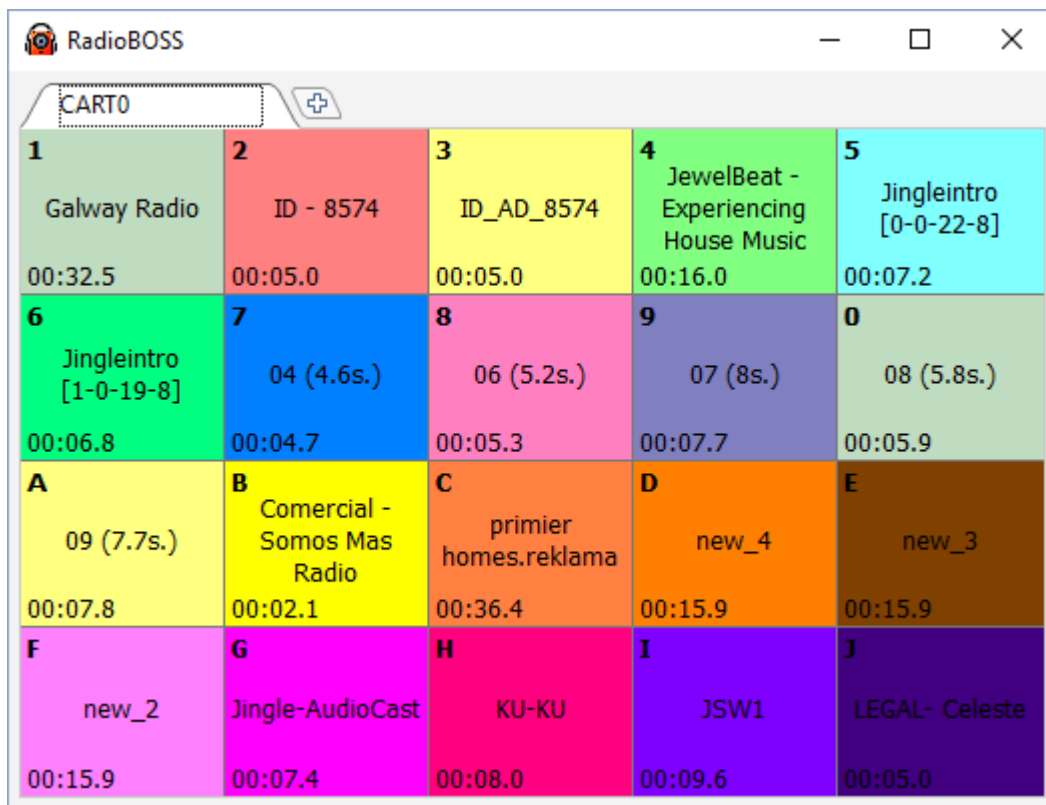 RadioBOSS
CART0
1
Galway Radio
00:32.5
2
ID - 8574
00:05.0
3
ID_AD_8574
00:05.0
4
JewelBeat -
Experiencing
House Music
00:16.0
5
Jingleintro
[0-0-22-8]
00:07.2
6
Jingleintro
[1-0-19-8]
00:06.8
7
04 (4.6s.)
00:04.7
8
06 (5.2s.)
00:05.3
9
07 (8s.)
00:07.7
0
08 (5.8s.)
00:05.9
A
09 (7.7s.)
00:07.8
B
Comercial -
Somos Mas
Radio
00:02.1
C
primier
homes.reklama
00:36.4
D
new_4
00:15.9
E
new_3
00:15.9
F
new_2
00:15.9
G
Jingle-AudioCast
00:07.4
H
KU-KU
00:08.0
I
JSW1
00:09.6
J
LEGAL- Celeste
00:05.0